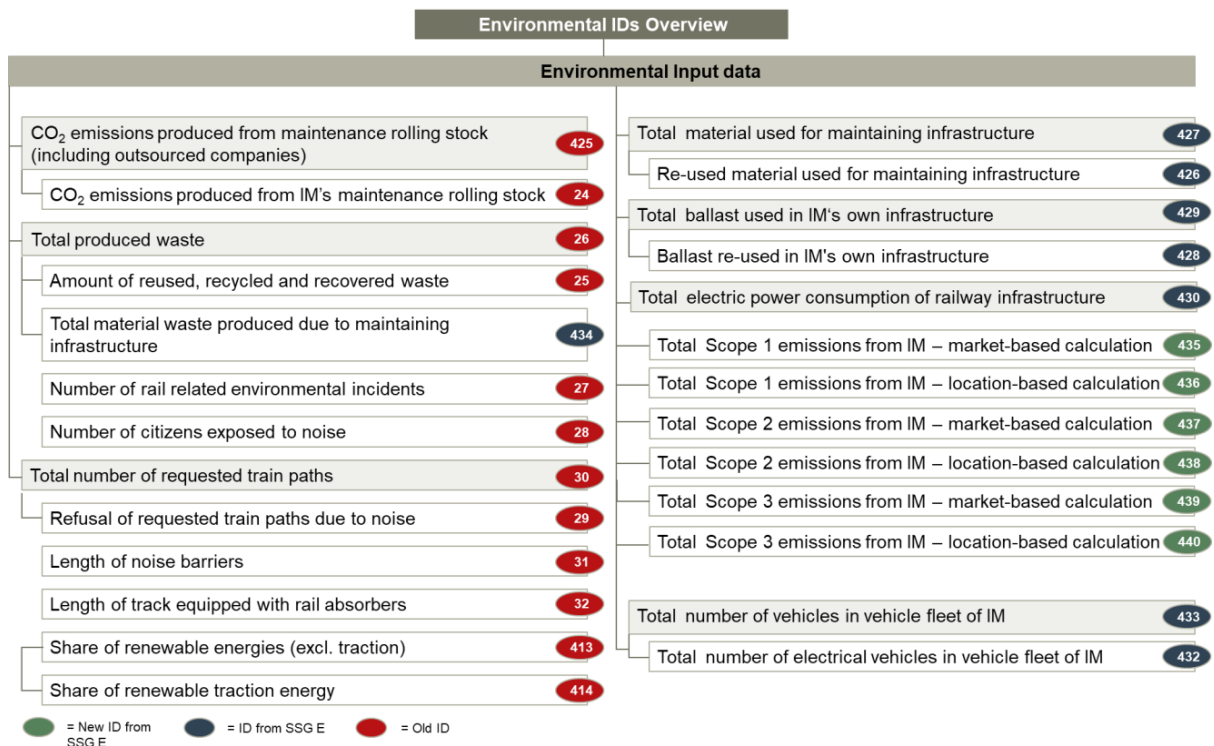 Environmental IDs Overview
Environmental Input data
CO₂ emissions produced from maintenance rolling stock
(including outsourced companies)
425
CO₂ emissions produced from IM's maintenance rolling stock
24
Total produced waste
26
Amount of reused, recycled and recovered waste
25
Total material waste produced due to maintaining
infrastructure
434
Number of rail related environmental incidents
27
Number of citizens exposed to noise
28
Total number of requested train paths
30
Refusal of requested train paths due to noise
29
Length of noise barriers
31
Length of track equipped with rail absorbers
32
Share of renewable energies (excl. traction)
413
Share of renewable traction energy
414
Total material used for maintaining infrastructure
427
Re-used material used for maintaining infrastructure
426
Total ballast used in IM‘s own infrastructure
429
Ballast re-used in IM's own infrastructure
428
Total electric power consumption of railway infrastructure
430
Total Scope 1 emissions from IM – market-based calculation
435
Total Scope 1 emissions from IM – location-based calculation
436
Total Scope 2 emissions from IM – market-based calculation
437
Total Scope 2 emissions from IM – location-based calculation
438
Total Scope 3 emissions from IM – market-based calculation
439
Total Scope 3 emissions from IM – location-based calculation
440
Total number of vehicles in vehicle fleet of IM
433
Total number of electrical vehicles in vehicle fleet of IM
432
= New ID from
SSG E
= ID from SSG E
= Old ID